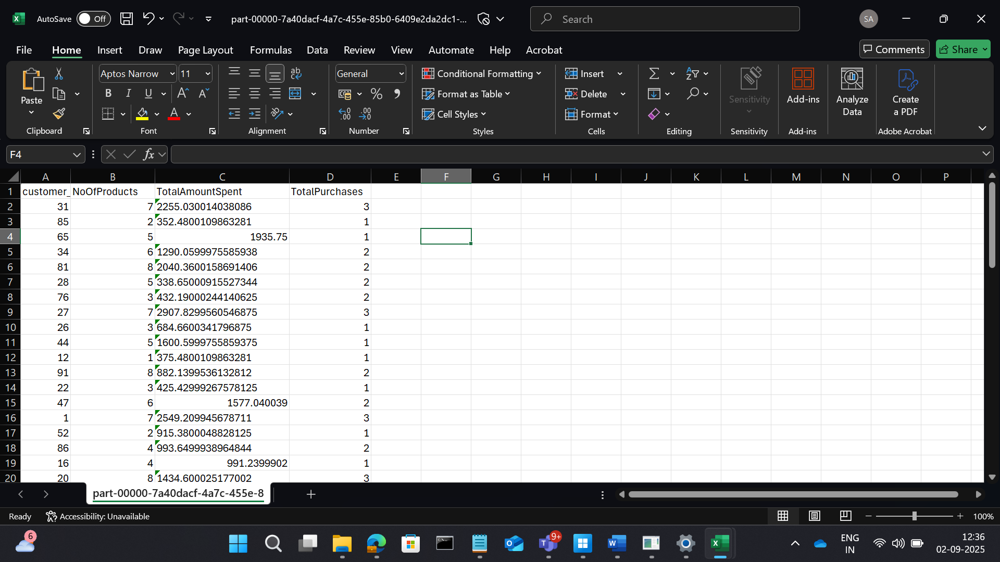 AutoSave Off part-00000-7a40dacf-4a7c-455e-85b0-6409e2da2dc1-... Search SA
File Home Insert Draw Page Layout Formulas Data Review View Automate Help Acrobat Comments Share
Paste
Aptos Narrow 11
B I U
General
Conditional Formatting
Format as Table
Cell Styles
Insert
Delete
Format
Sensitivity
Add-ins
Analyze Data
Create a PDF
Clipboard Font Alignment Number Styles Cells Editing Sensitivity Add-ins Adobe Acrobat
F4 fx
A B C D E F G H I J K L M N O P
1 customer_ NoOfProducts TotalAmountSpent TotalPurchases
2 31 7 2255.030014038086 3
3 85 2 352.4800109863281 1
4 65 5 1935.75 1
5 34 6 1290.0599975585938 2
6 81 8 2040.3600158691406 2
7 28 5 338.65000915527344 2
8 76 3 432.19000244140625 2
9 27 7 2907.8299560546875 3
10 26 3 684.6600341796875 1
11 44 5 1600.5999755859375 1
12 12 1 375.4800109863281 1
13 91 8 882.1399536132812 2
14 22 3 425.42999267578125 1
15 47 6 1577.040039 2
16 1 7 2549.209945678711 3
17 52 2 915.3800048828125 1
18 86 4 993.6499938964844 2
19 16 4 991.2399902 1
20 20 8 1434.600025177002 3
part-00000-7a40dacf-4a7c-455e-8
Ready Accessibility: Unavailable 100%
6 9+ ENG IN 12:36
02-09-2025